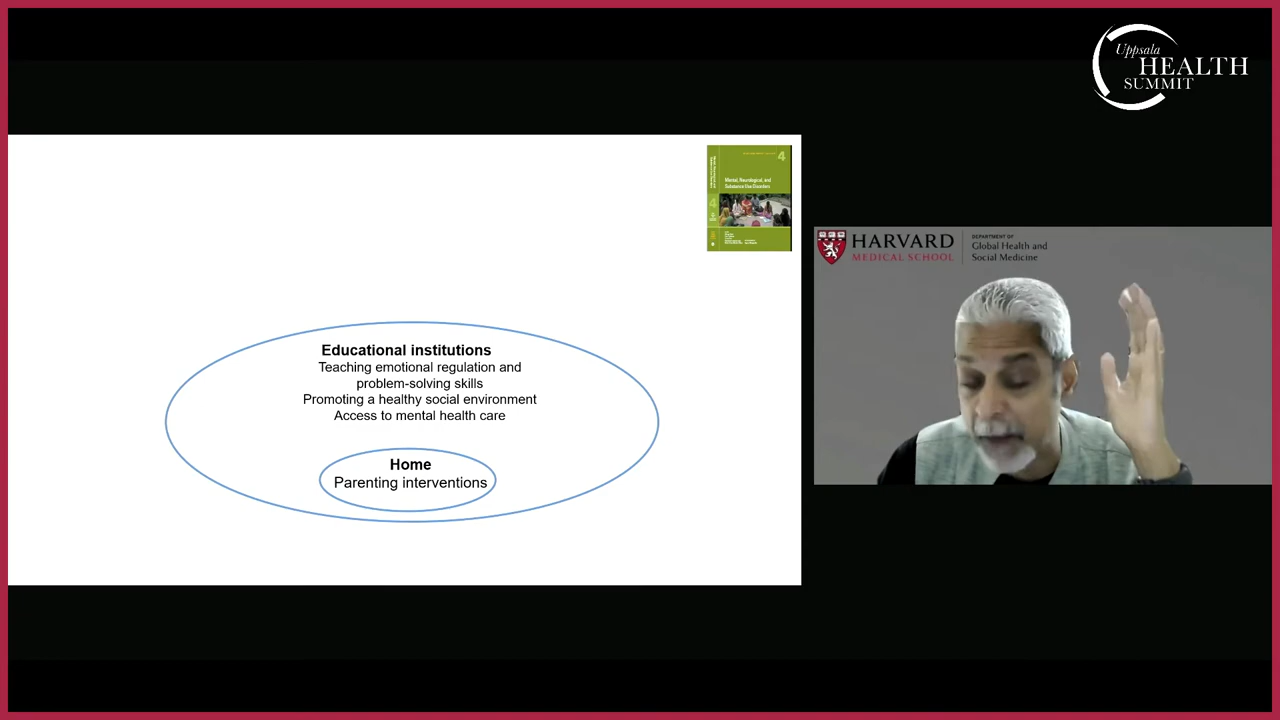 Uppsala
HEALTH
SUMMIT
4
Mental, Neurological, and
Substance Use Disorders
4
HARVARD
MEDICAL SCHOOL
DEPARTMENT OF
Global Health and
Social Medicine
Educational institutions
Teaching emotional regulation and
problem-solving skills
Promoting a healthy social environment
Access to mental health care
Home
Parenting interventions